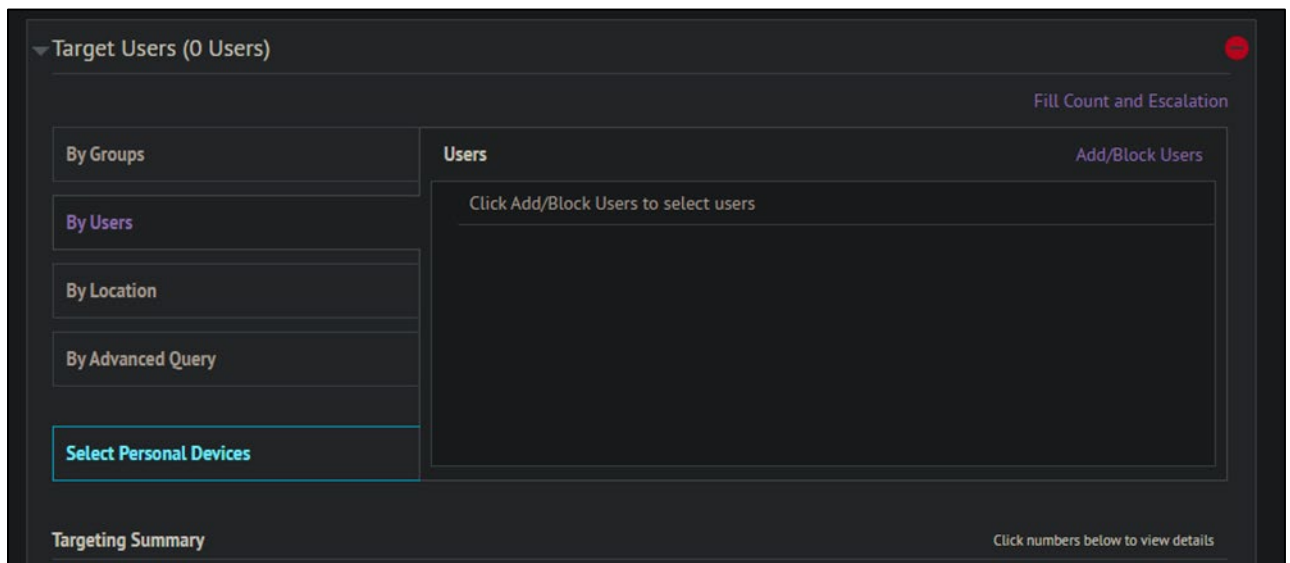 Target Users (0 Users)
Fill Count and Escalation
By Groups
By Users
By Location
By Advanced Query
Select Personal Devices
Users
Add/Block Users
Click Add/Block Users to select users
Targeting Summary
Click numbers below to view details